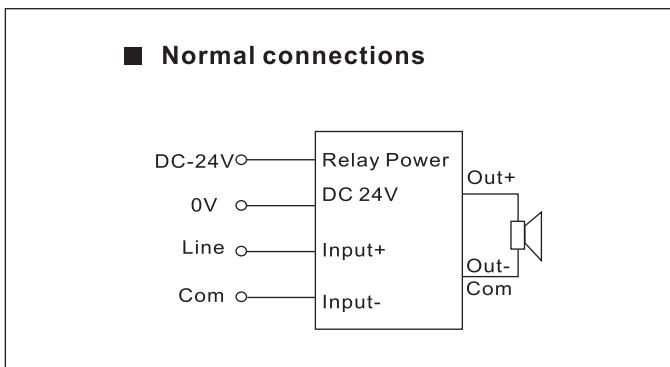 Normal connections
DC-24V
Relay Power
DC 24V
0V
Line
Input+
Com
Input-
Out+
Out-
Com